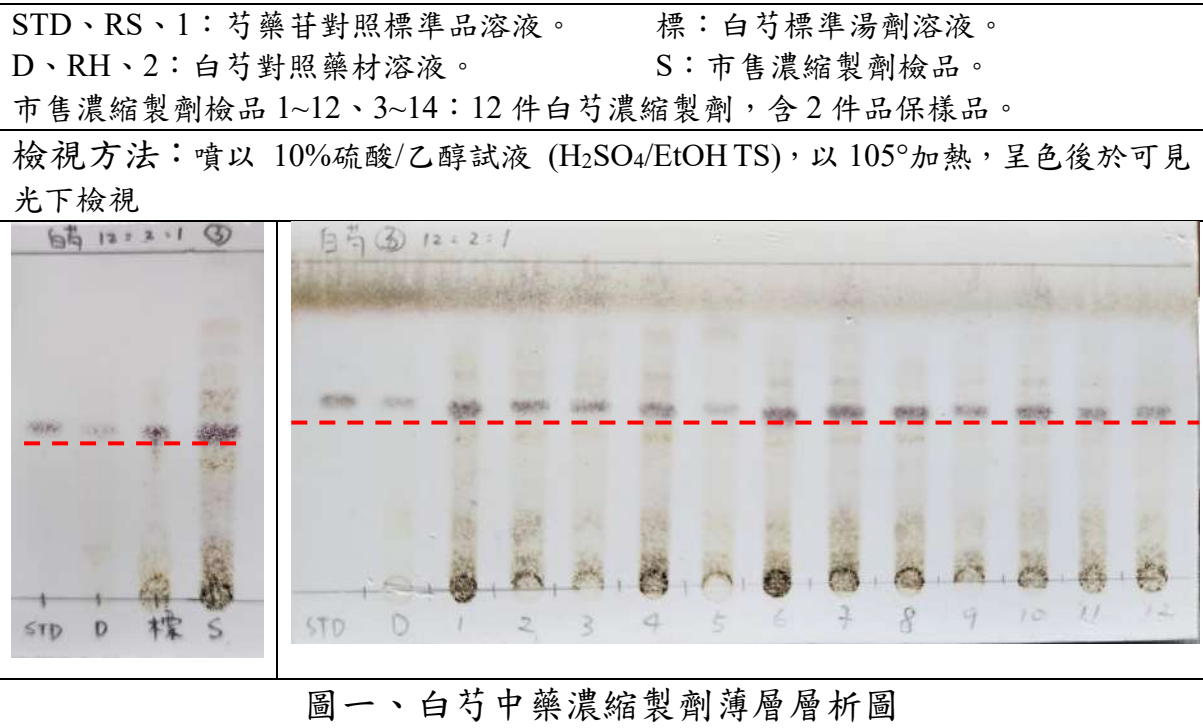 STD、RS、1：芍藥苷對照標準品溶液。 標：白芍標準湯劑溶液。
D、RH、2：白芍對照藥材溶液。 S：市售濃縮製劑檢品。
市售濃縮製劑檢品 1~12、3~14：12 件白芍濃縮製劑，含 2 件品保樣品。
檢視方法：噴以 10%硫酸/乙醇試液 (H₂SO₄/EtOH TS)，以 105°加熱，呈色後於可見
光下檢視
白芍 12:2:1 ③
STD D 標 S
白芍 ③ 12:2:1
STD D 1 2 3 4 5 6 7 8 9 10 11 12
圖一、白芍中藥濃縮製劑薄層層析圖